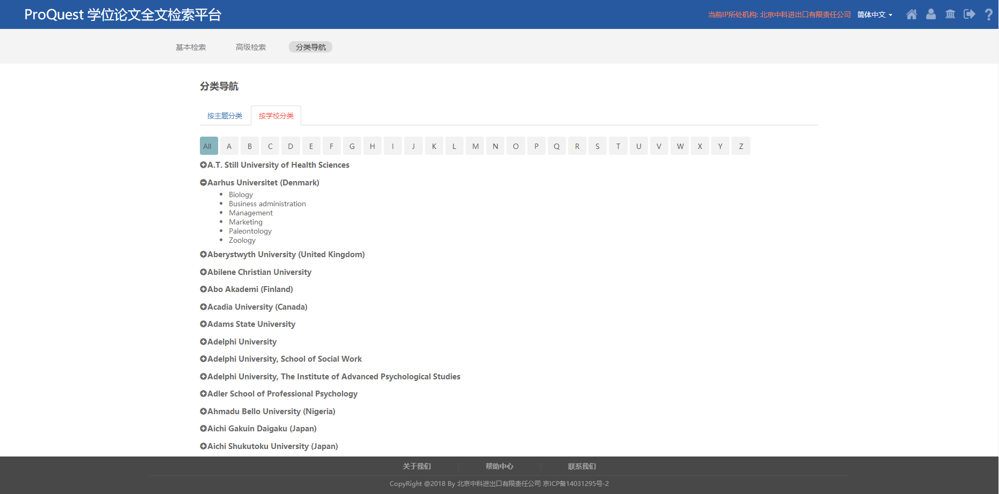 ProQuest 学位论文全文检索平台
当前IP所处机构: 北京中科进出口有限责任公司 简体中文
基本检索 高级检索 分类导航
分类导航
按主题分类 按学校分类
All A B C D E F G H I J K L M N O P Q R S T U V W X Y Z
A.T. Still University of Health Sciences
Aarhus Universitet (Denmark)
Biology
Business administration
Management
Marketing
Paleontology
Zoology
Aberystwyth University (United Kingdom)
Abilene Christian University
Abo Akademi (Finland)
Acadia University (Canada)
Adams State University
Adelphi University
Adelphi University, School of Social Work
Adelphi University, The Institute of Advanced Psychological Studies
Adler School of Professional Psychology
Ahmadu Bello University (Nigeria)
Aichi Gakuin Daigaku (Japan)
Aichi Shukutoku University (Japan)
关于我们 | 帮助中心 | 联系我们
CopyRight @2018 By 北京中科进出口有限责任公司 京ICP备14031295号-2